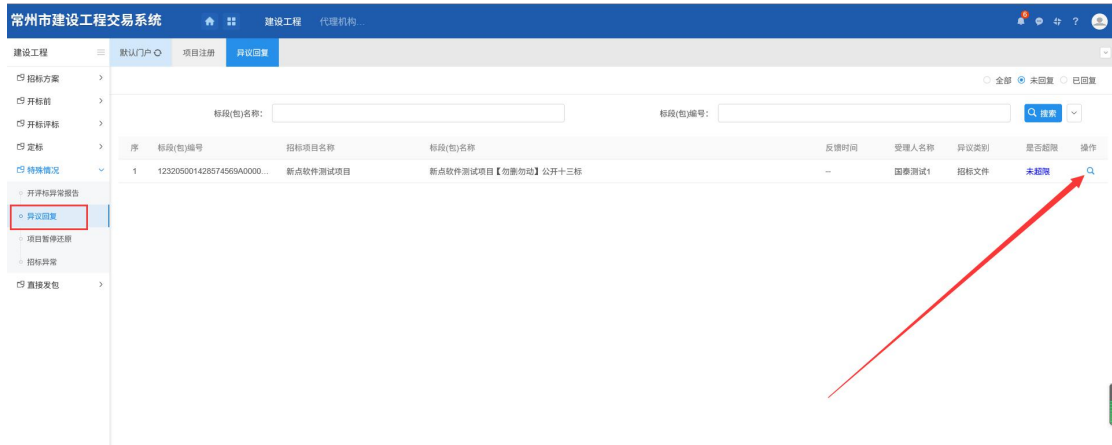 常州市建设工程交易系统 建设工程 代理机构... 6 ?
建设工程 默认门户 项目注册 异议回复
招标方案 全部 未回复 已回复
开标前
开标评标 标段(包)名称: 标段(包)编号: 搜索
定标 序 标段(包)编号 招标项目名称 标段(包)名称 反馈时间 受理人名称 异议类别 是否超限 操作
特殊情况 1 123205001428574569A0000... 新点软件测试项目 新点软件测试项目【勿删勿动】公开十三标 -- 国泰测试1 招标文件 未超限
开评标异常报告
异议回复
项目暂停还原
招标异常
直接发包